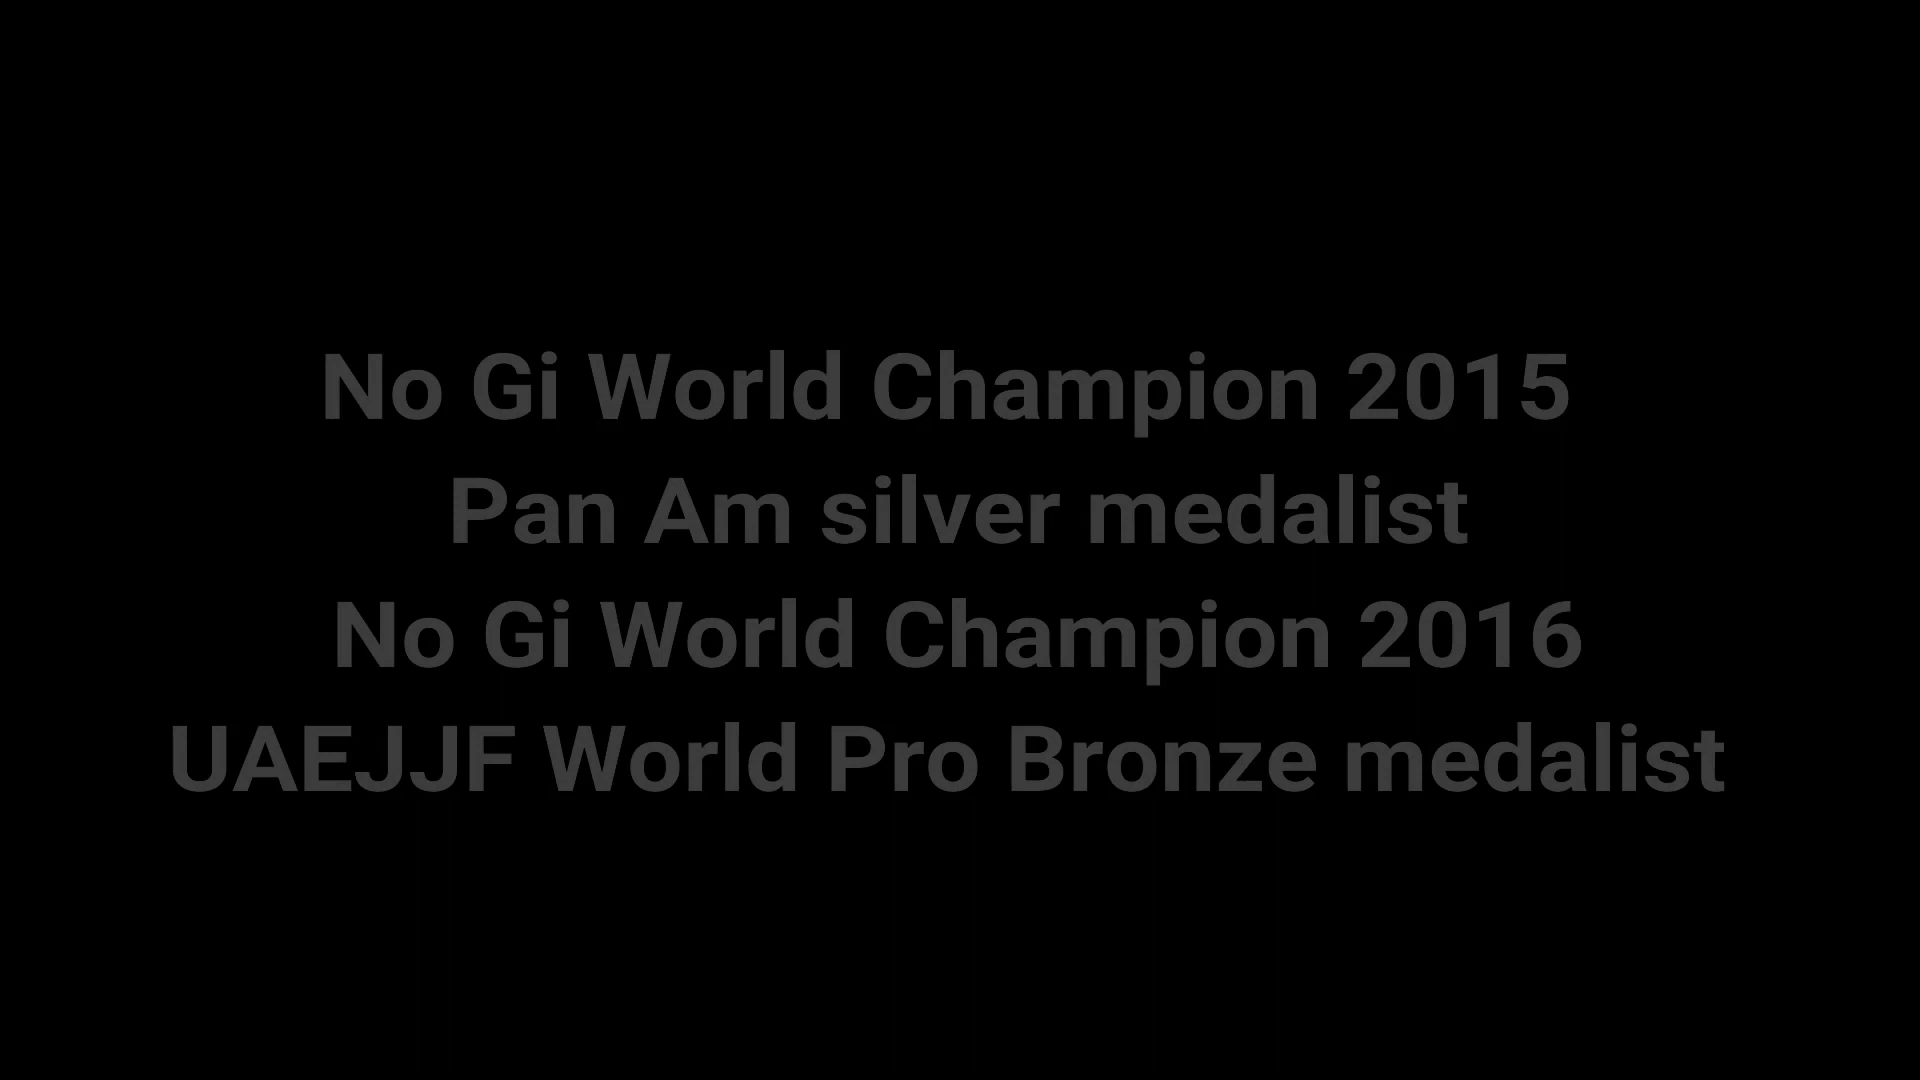 No Gi World Champion 2015
Pan Am silver medalist
No Gi World Champion 2016
UAEJJF World Pro Bronze medalist